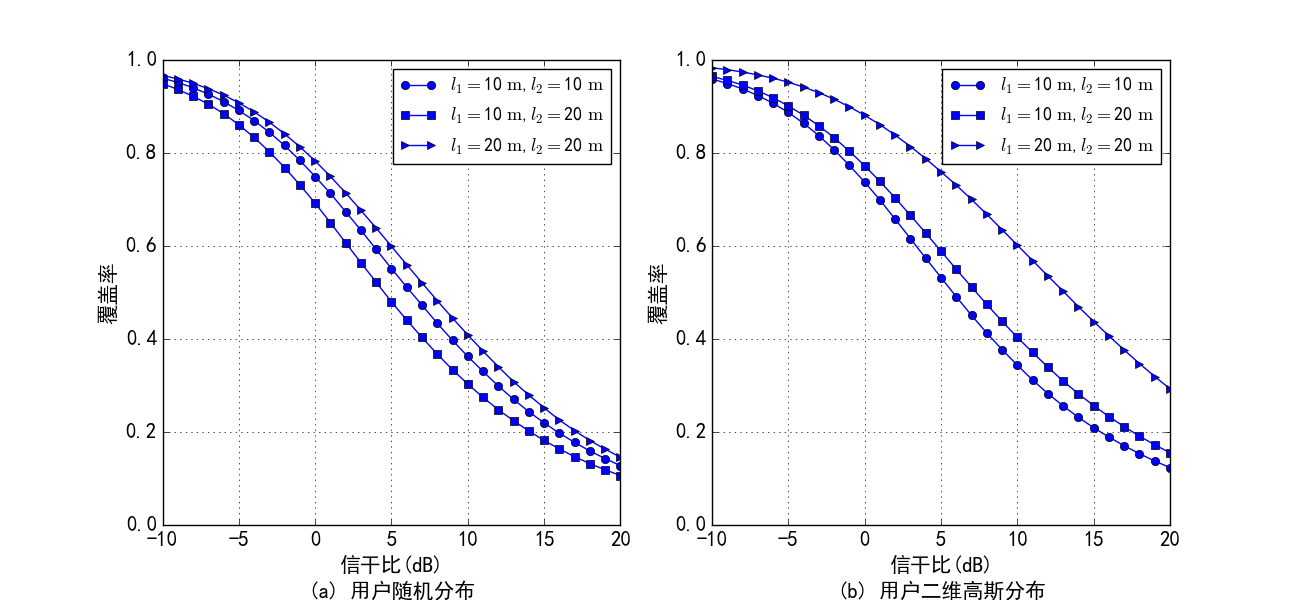 1.0
0.8
0.6
0.4
0.2
0.0
-10 -5 0 5 10 15 20
覆盖率
信干比(dB)
l₁=10 m, l₂=10 m
l₁=10 m, l₂=20 m
l₁=20 m, l₂=20 m
(a) 用户随机分布
1.0
0.8
0.6
0.4
0.2
0.0
-10 -5 0 5 10 15 20
覆盖率
信干比(dB)
l₁=10 m, l₂=10 m
l₁=10 m, l₂=20 m
l₁=20 m, l₂=20 m
(b) 用户二维高斯分布